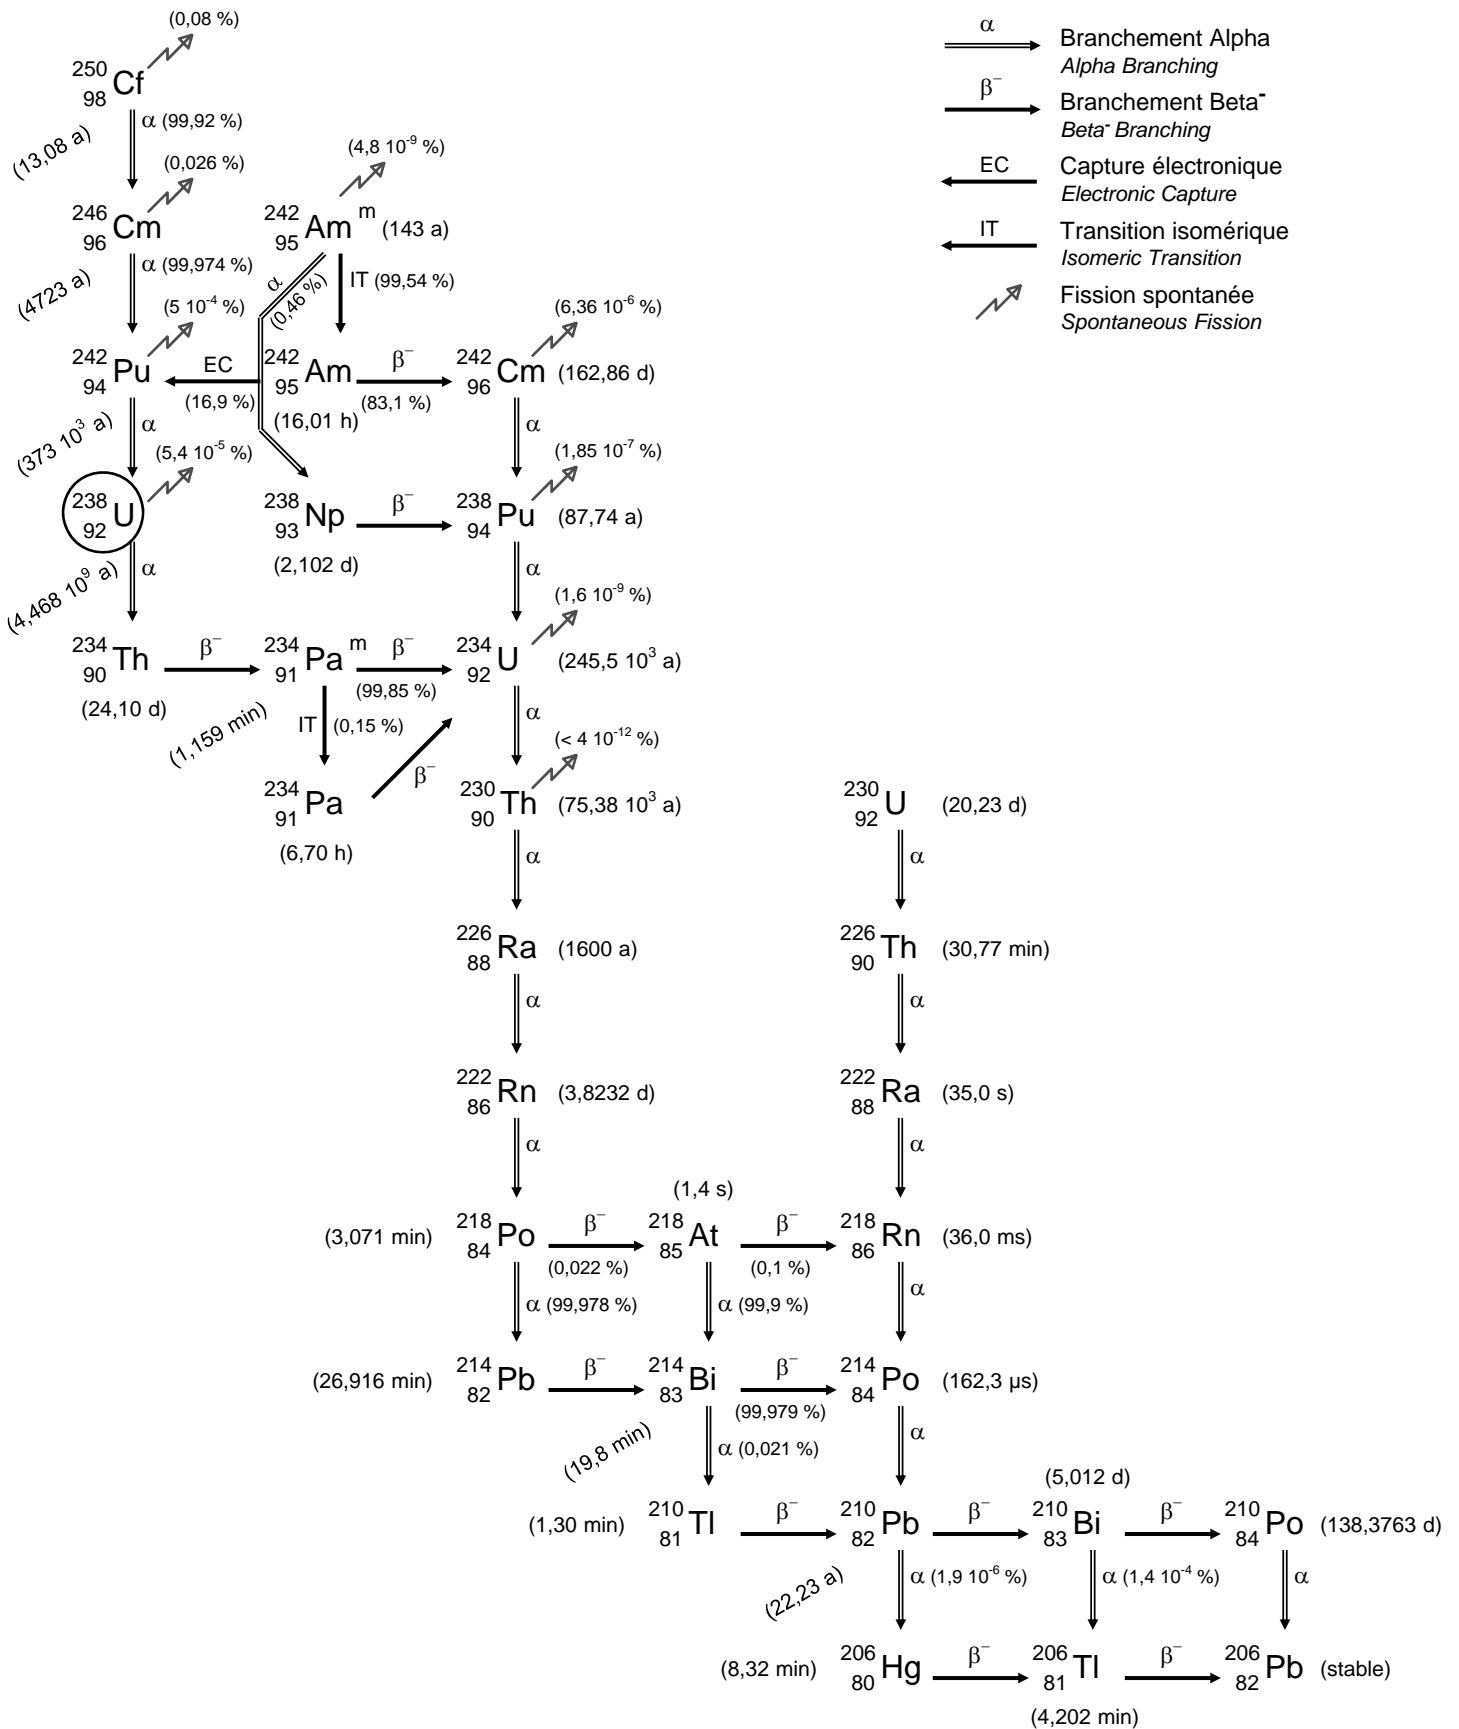 (0,08 %)
250
98 Cf
α (99,92 %)
(13,08 a)
(0,026 %)
246
96 Cm
α (99,974 %)
(4723 a)
(4,8 10⁻⁹ %)
242
95 Am m (143 a)
α
(0,46 %)
IT (99,54 %)
(5 10⁻⁴ %)
242
94 Pu
EC
(16,9 %)
242
95 Am
(16,01 h)
β⁻
(83,1 %)
(6,36 10⁻⁶ %)
242
96 Cm (162,86 d)
α
(373 10³ a)
α
(5,4 10⁻⁵ %)
238
92 U
α
(4,468 10⁹ a)
238
93 Np
(2,102 d)
β⁻
(1,85 10⁻⁷ %)
238
94 Pu (87,74 a)
α
234
90 Th
(24,10 d)
β⁻
234
91 Pa m
(1,159 min)
β⁻
(99,85 %)
IT (0,15 %)
234
91 Pa
(6,70 h)
β⁻
(1,6 10⁻⁹ %)
234
92 U (245,5 10³ a)
α
(< 4 10⁻¹² %)
230
90 Th (75,38 10³ a)
α
230
92 U (20,23 d)
α
226
88 Ra (1600 a)
α
226
90 Th (30,77 min)
α
222
86 Rn (3,8232 d)
α
222
88 Ra (35,0 s)
α
(3,071 min)
218
84 Po
β⁻
(0,022 %)
α (99,978 %)
(1,4 s)
218
85 At
β⁻
(0,1 %)
α (99,9 %)
218
86 Rn (36,0 ms)
α
(26,916 min)
214
82 Pb
β⁻
214
83 Bi
(19,8 min)
β⁻
(99,979 %)
α (0,021 %)
214
84 Po (162,3 µs)
α
(1,30 min)
210
81 Tl
β⁻
210
82 Pb
(22,23 a)
β⁻
α (1,9 10⁻⁶ %)
(5,012 d)
210
83 Bi
β⁻
α (1,4 10⁻⁴ %)
210
84 Po (138,3763 d)
α
(8,32 min)
206
80 Hg
β⁻
206
81 Tl
(4,202 min)
β⁻
206
82 Pb (stable)
α
Branchement Alpha
Alpha Branching
β⁻
Branchement Beta⁻
Beta⁻ Branching
EC
Capture électronique
Electronic Capture
IT
Transition isomérique
Isomeric Transition
Fission spontanée
Spontaneous Fission